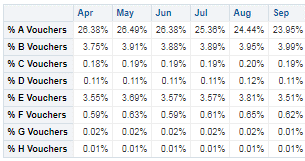 Apr May Jun Jul Aug Sep
% A Vouchers 26.38% 26.49% 26.38% 25.36% 24.44% 23.95%
% B Vouchers 3.75% 3.91% 3.88% 3.89% 3.95% 3.99%
% C Vouchers 0.18% 0.19% 0.19% 0.19% 0.20% 0.19%
% D Vouchers 0.11% 0.11% 0.11% 0.11% 0.12% 0.11%
% E Vouchers 3.55% 3.69% 3.57% 3.57% 3.81% 3.51%
% F Vouchers 0.59% 0.63% 0.59% 0.61% 0.65% 0.62%
% G Vouchers 0.02% 0.02% 0.02% 0.02% 0.02% 0.01%
% H Vouchers 0.01% 0.01% 0.01% 0.01% 0.01% 0.01%